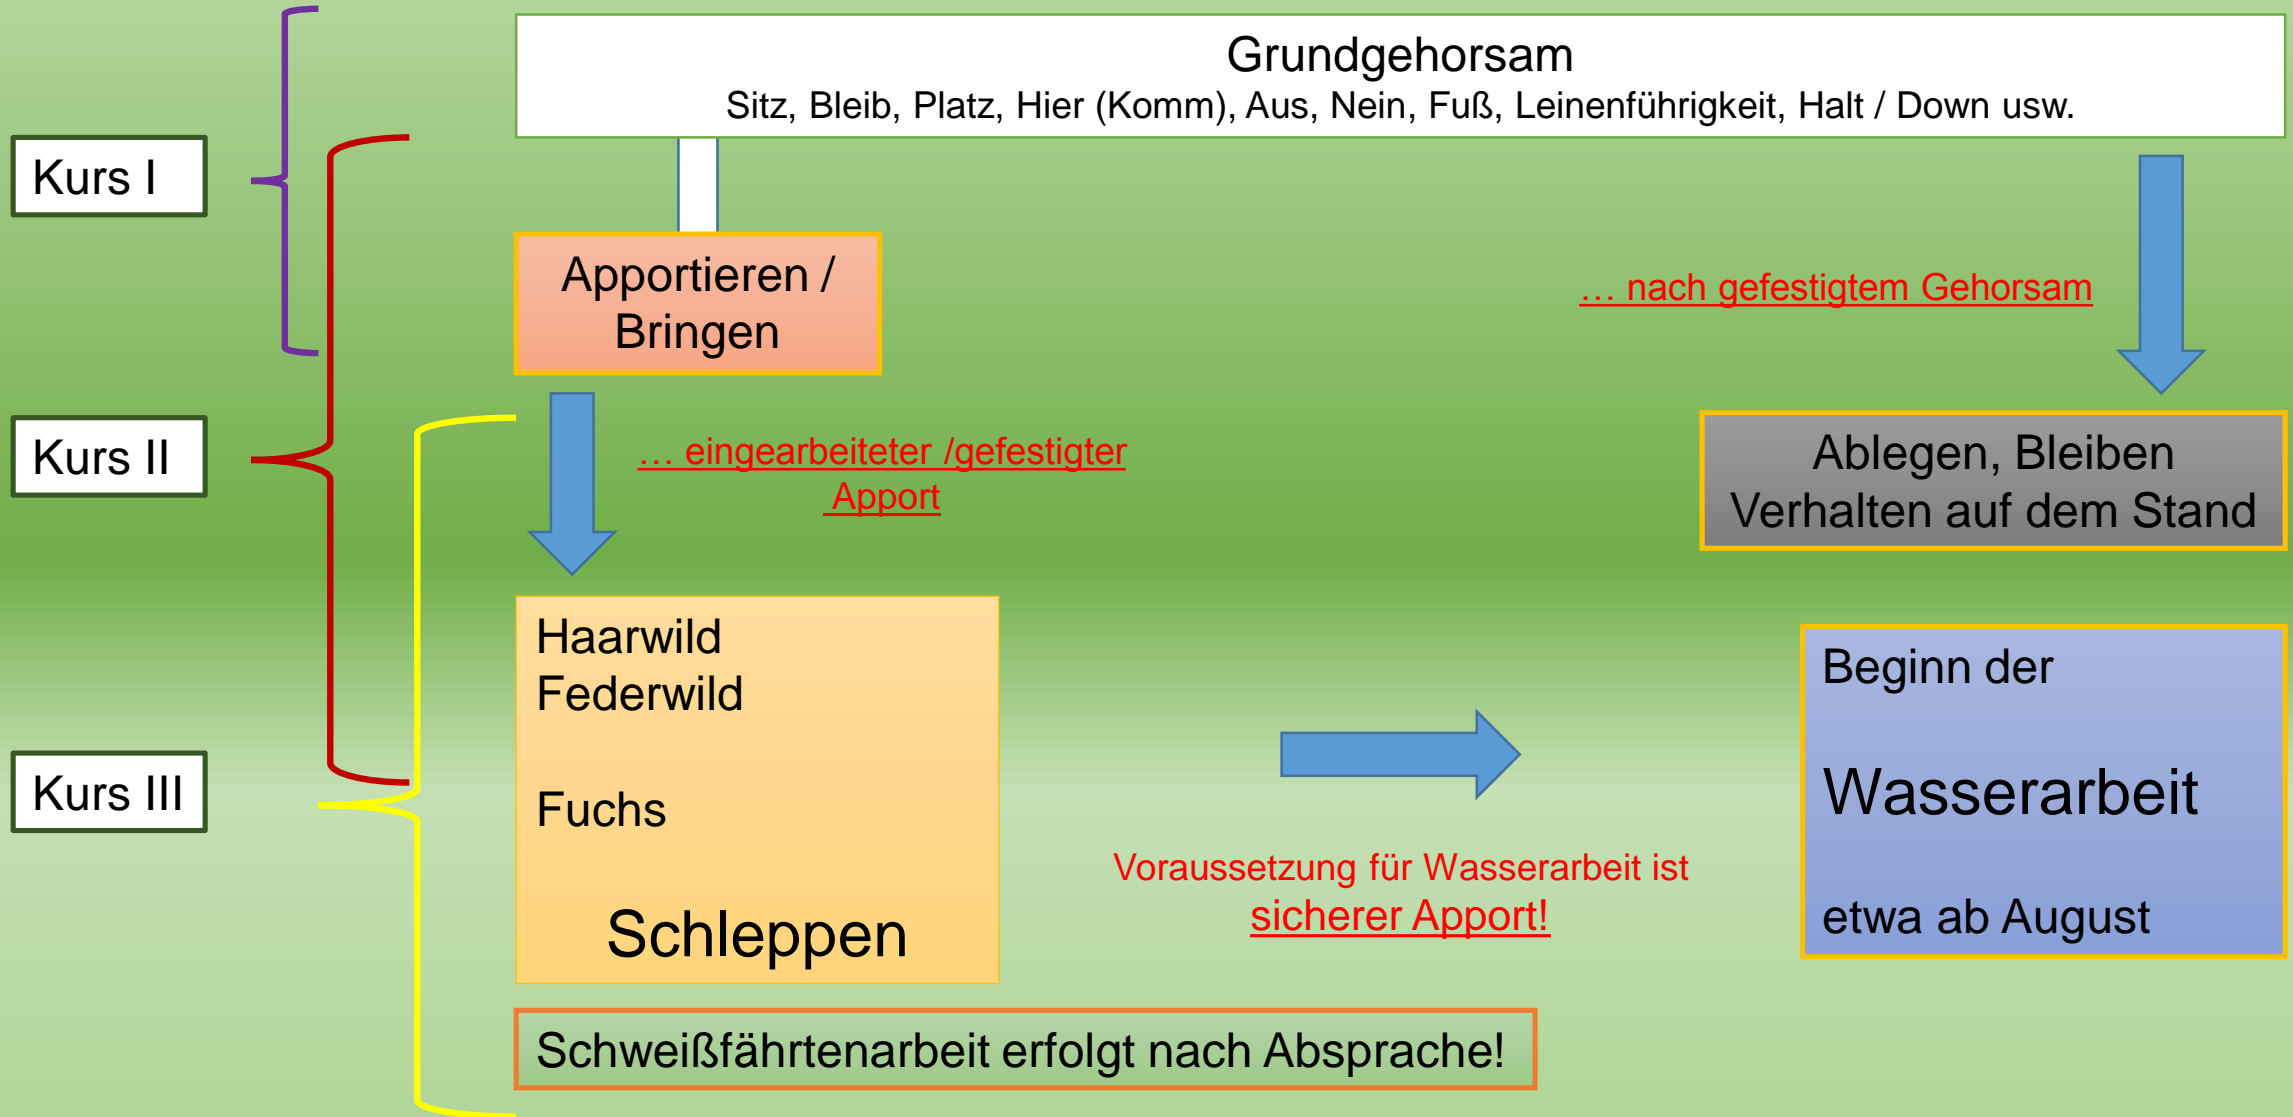 Grundgehorsam
Sitz, Bleib, Platz, Hier (Komm), Aus, Nein, Fuß, Leinenführigkeit, Halt / Down usw.
Kurs I
Apportieren /
Bringen
… nach gefestigtem Gehorsam
Kurs II
… eingearbeiteter /gefestigter
Apport
Ablegen, Bleiben
Verhalten auf dem Stand
Kurs III
Haarwild
Federwild
Fuchs
Schleppen
Voraussetzung für Wasserarbeit ist
sicherer Apport!
Beginn der
Wasserarbeit
etwa ab August
Schweißfährtenarbeit erfolgt nach Absprache!